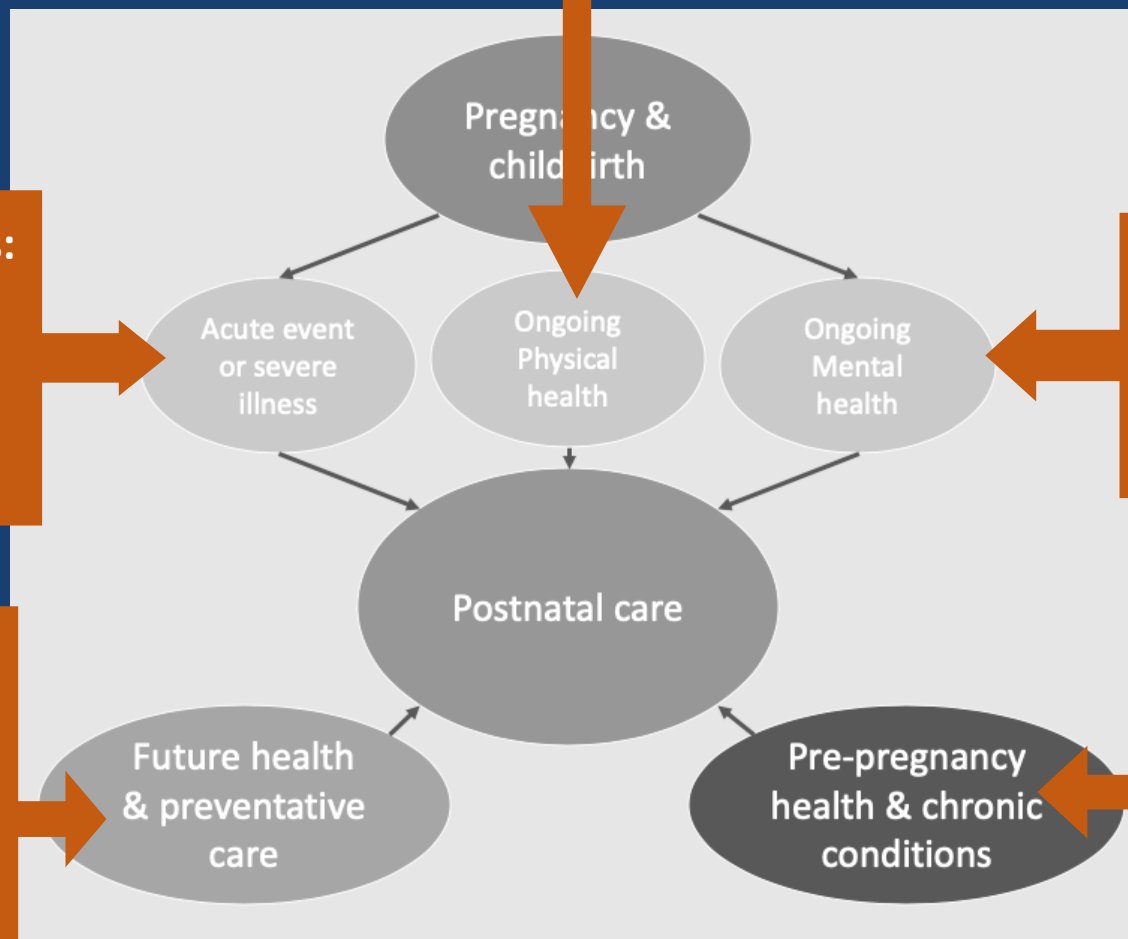 Pregnancy &
childbirth
s:
Acute event
or severe
illness
Ongoing
Physical
health
Ongoing
Mental
health
Postnatal care
Future health
& preventative
care
Pre-pregnancy
health & chronic
conditions